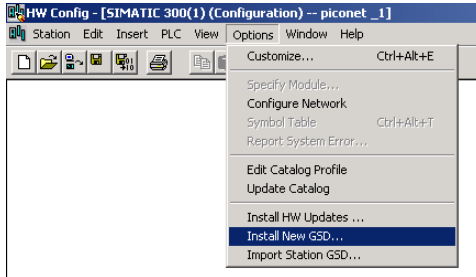 HW Config - [SIMATIC 300(1) (Configuration) -- piconet _1]
Station Edit Insert PLC View Options Window Help
Customize... Ctrl+Alt+E
Specify Module...
Configure Network
Symbol Table Ctrl+Alt+T
Report System Error...
Edit Catalog Profile
Update Catalog
Install HW Updates ...
Install New GSD...
Import Station GSD...